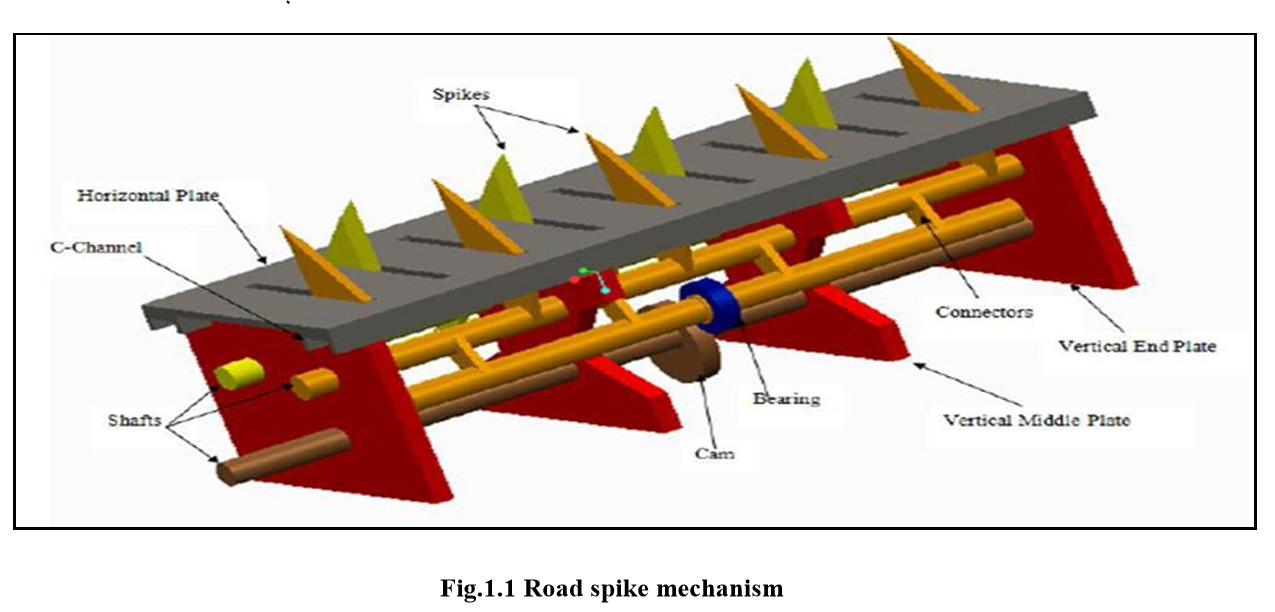 Spikes
Horizontal Plate
C-Channel
Connectors
Vertical End Plate
Bearing
Shafts
Vertical Middle Plate
Cam
Fig.1.1 Road spike mechanism